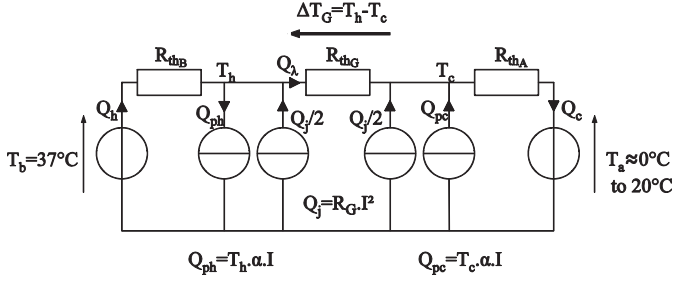 ΔT_G=T_h-T_c
R_thB
T_h
Q_λ
R_thG
T_c
R_thA
Q_h
Q_ph
Q_j/2
Q_j/2
Q_pc
Q_c
T_b=37°C
T_a≈0°C
to 20°C
Q_j=R_G.I²
Q_ph=T_h.α.I
Q_pc=T_c.α.I